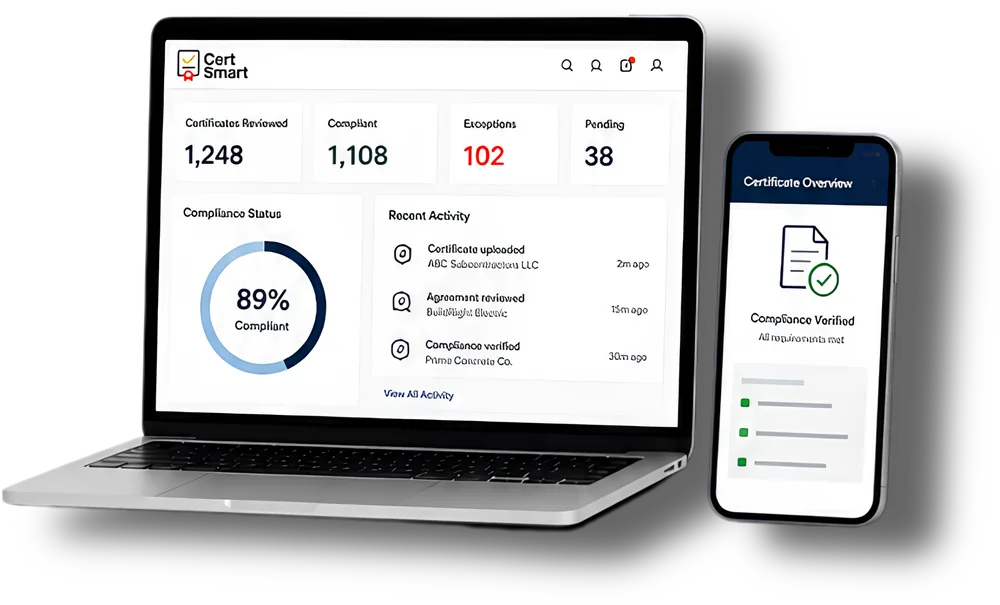 Cert
Smart
Certificates Reviewed
1,248
Compliant
1,108
Exceptions
102
Pending
38
Compliance Status
89%
Compliant
Recent Activity
Certificate uploaded
ABC Subcontractors LLC
2m ago
Agreement reviewed
BuildRight Electric
15m ago
Compliance verified
Prime Concrete Co.
30m ago
View All Activity
Certificate Overview
Compliance Verified
All requirements met